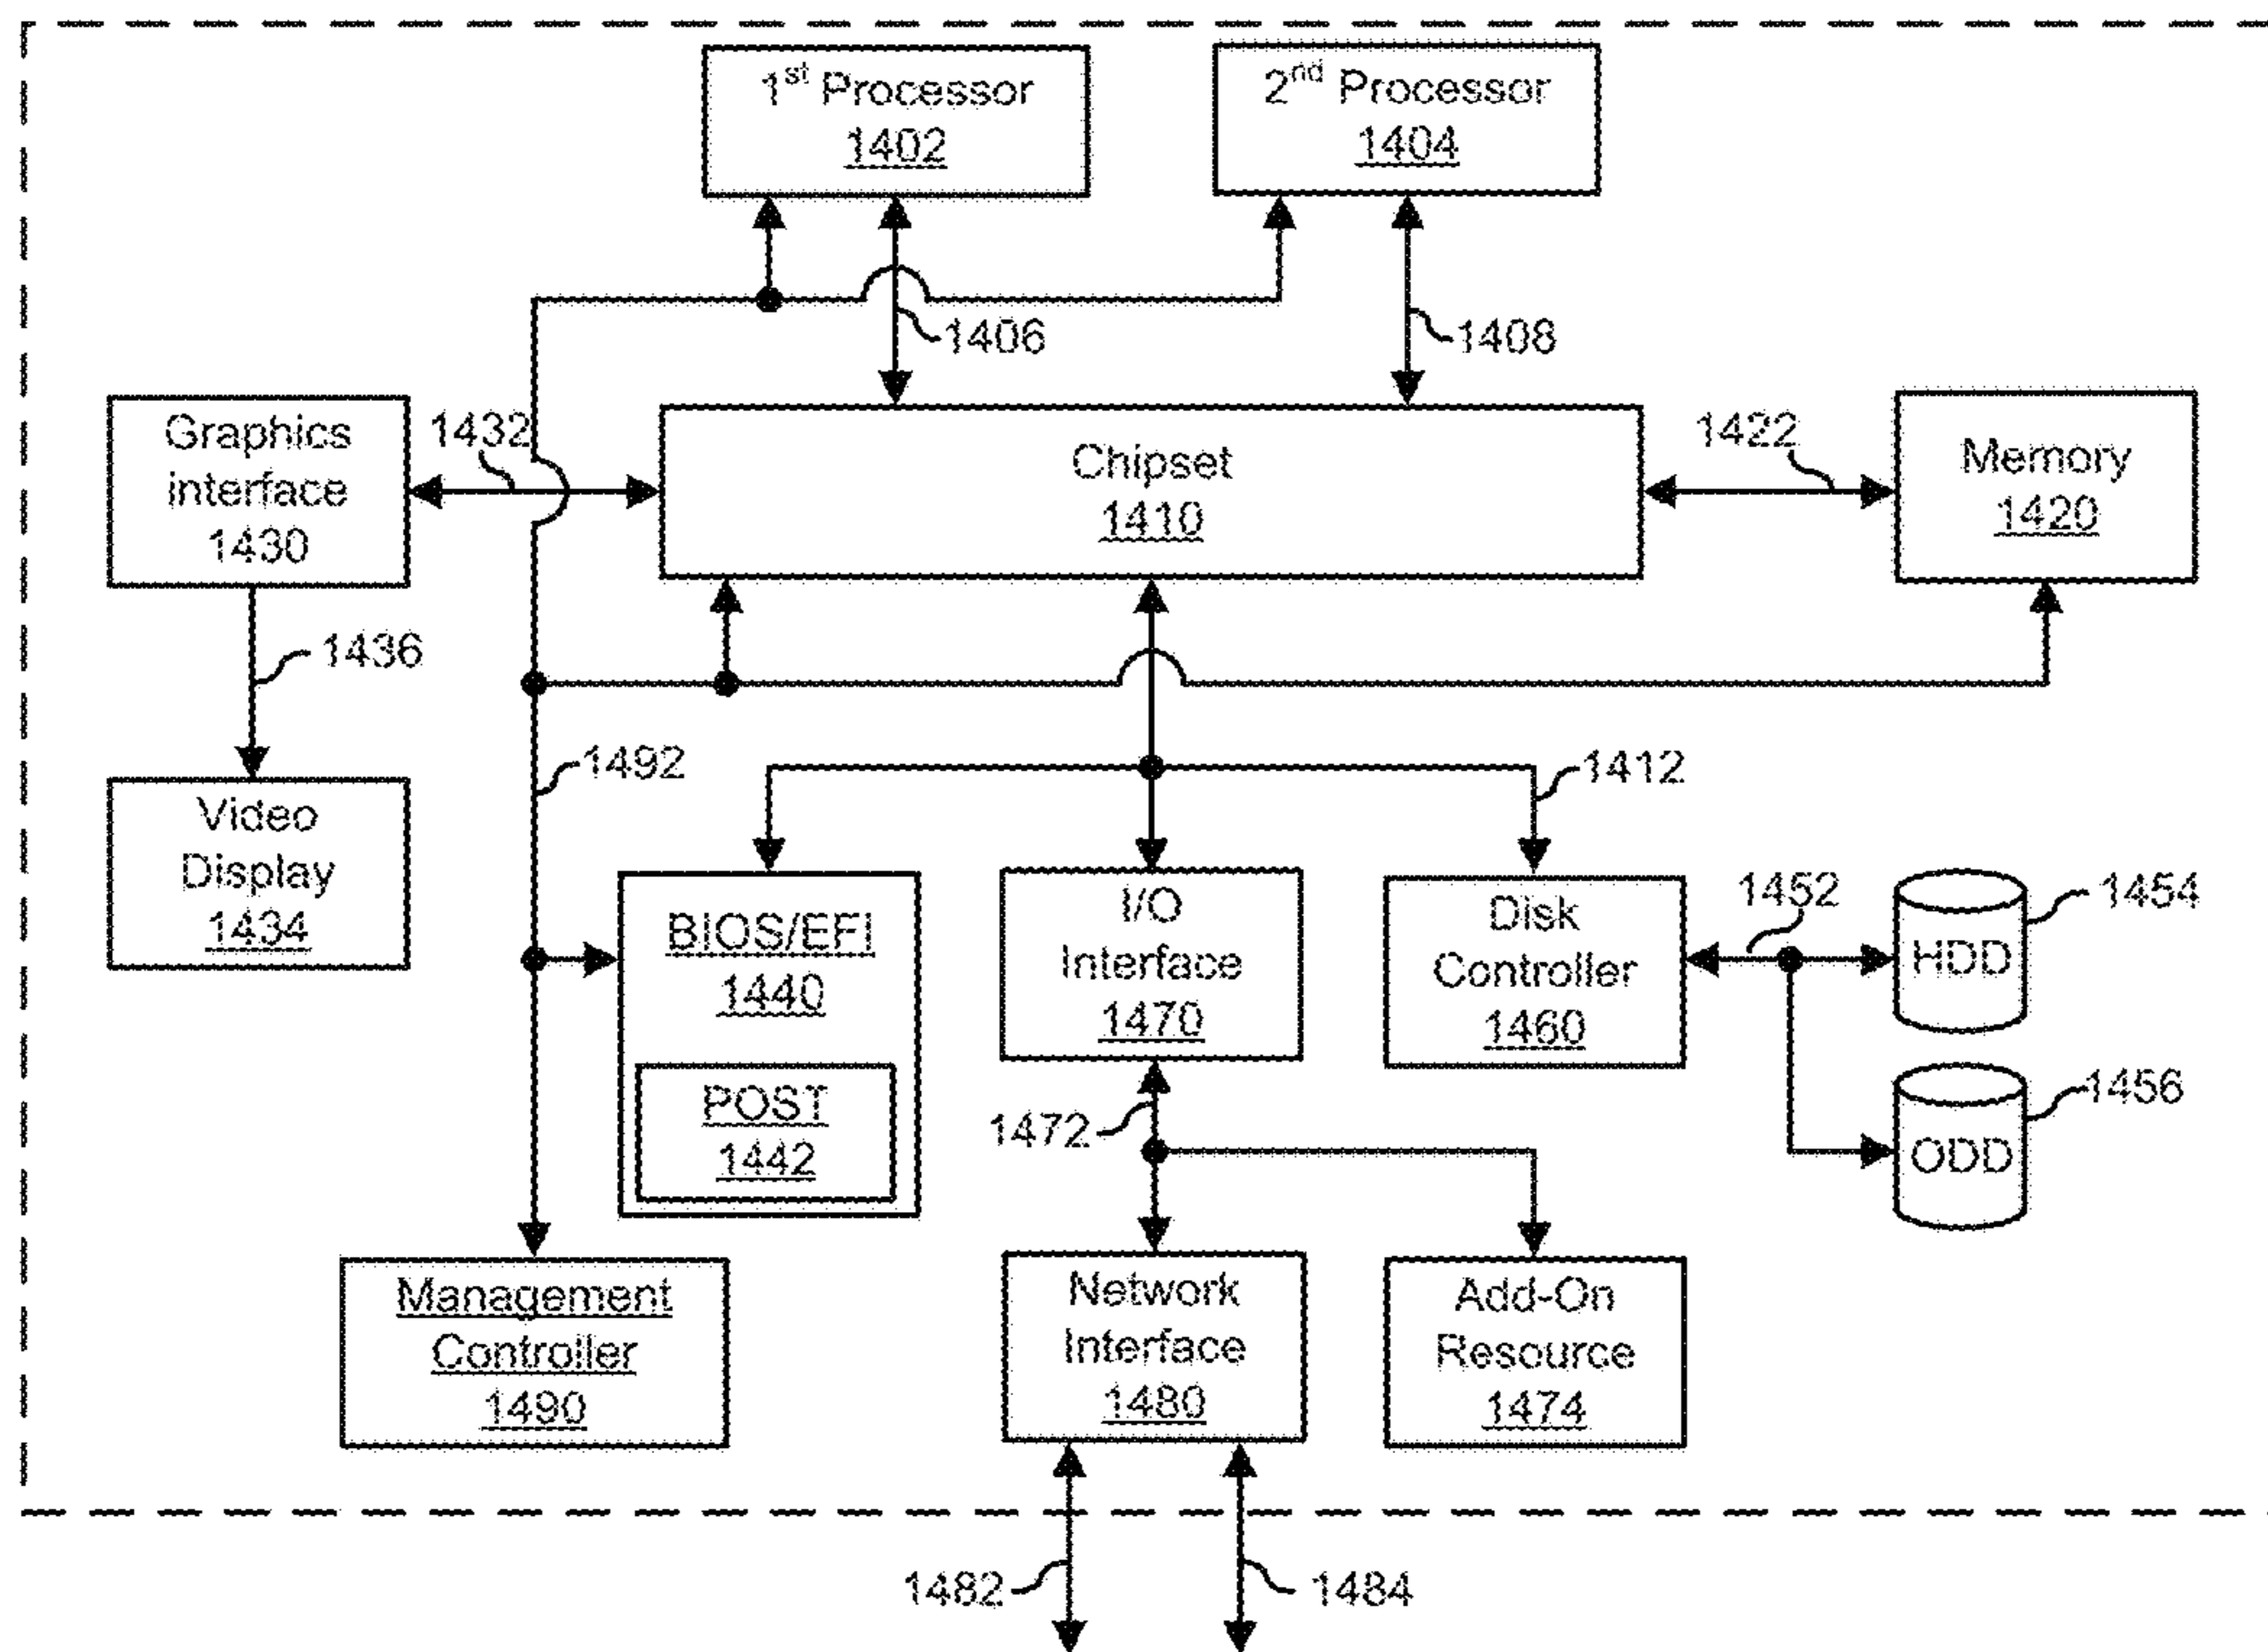 1st Processor
1402
2nd Processor
1404
1406
1408
Graphics
interface
1430
1432
Chipset
1410
1422
Memory
1420
1436
1492
1412
Video
Display
1434
BIOS/EFI
1440
POST
1442
I/O
Interface
1470
Disk
Controller
1460
1452
1454
HDD
1456
ODD
1472
Management
Controller
1490
Network
Interface
1480
Add-On
Resource
1474
1482
1484